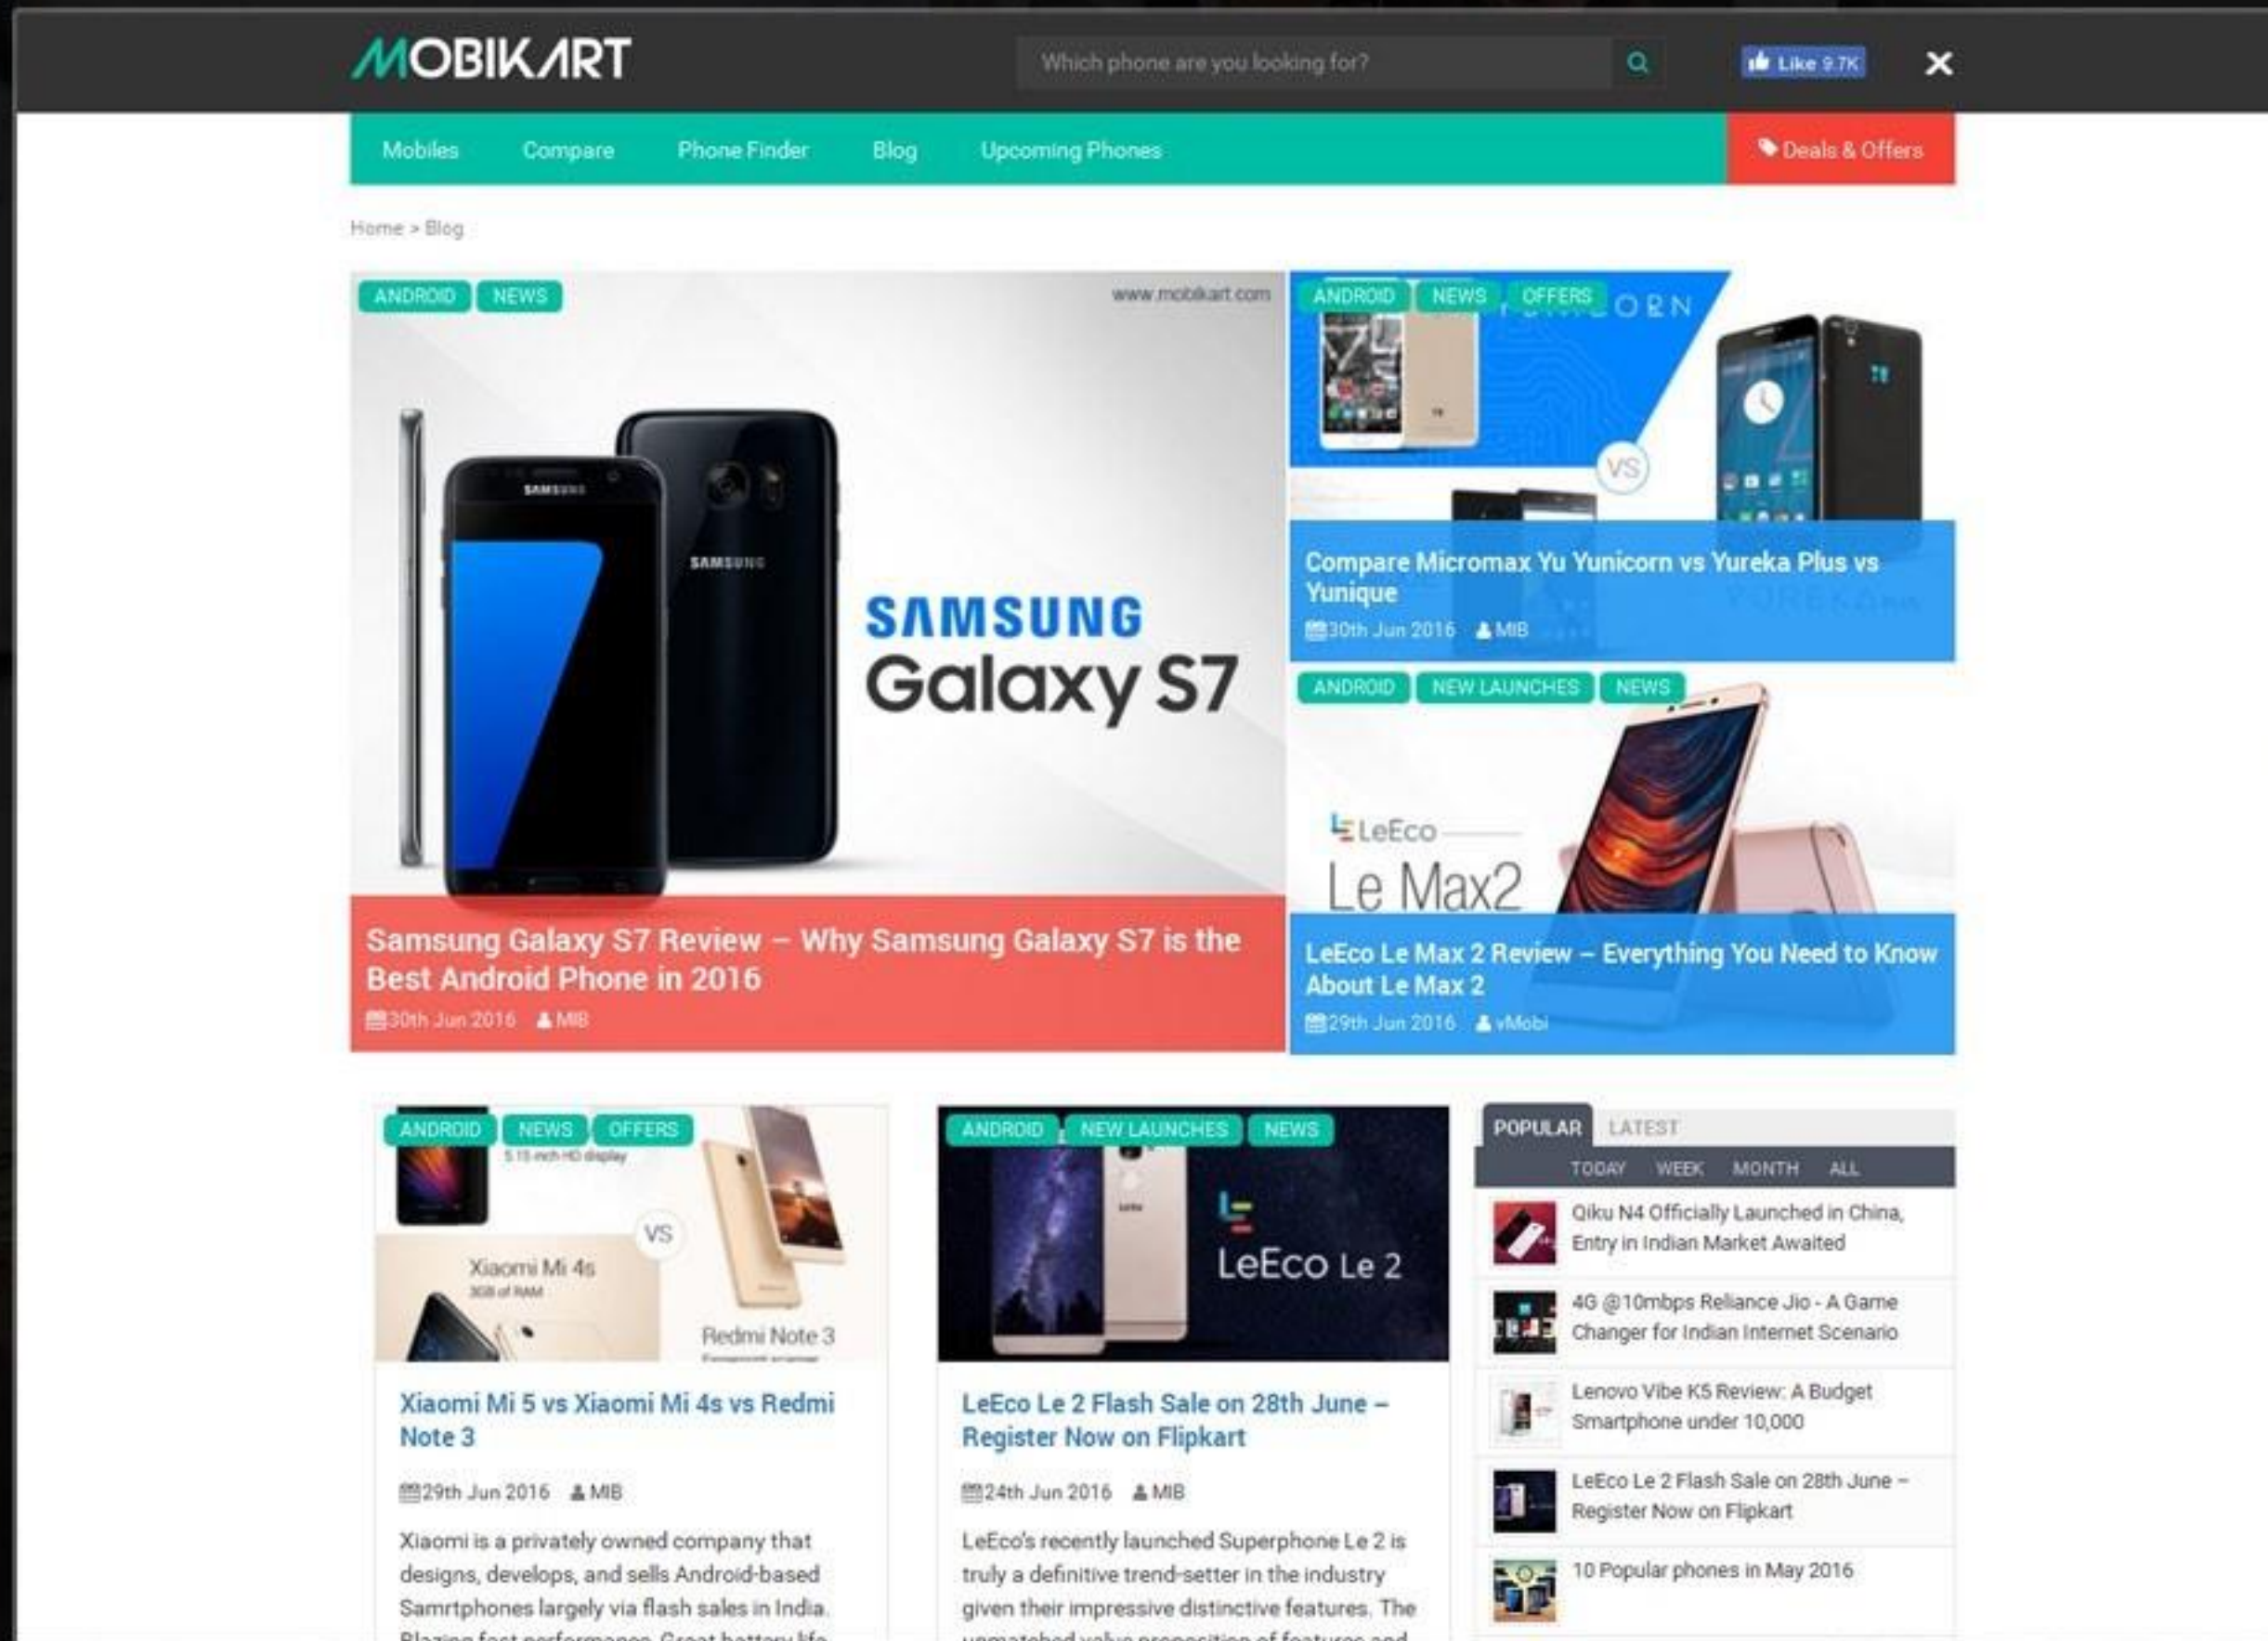 MOBIKART
Which phone are you looking for?
Like 9.7K
Mobiles Compare Phone Finder Blog Upcoming Phones
Deals & Offers
Home > Blog
ANDROID NEWS
www.mobikart.com
SAMSUNG
SAMSUNG
SAMSUNG
Galaxy S7
Samsung Galaxy S7 Review – Why Samsung Galaxy S7 is the
Best Android Phone in 2016
30th Jun 2016 MIB
ANDROID NEWS OFFERS
VS
Compare Micromax Yu Yunicorn vs Yureka Plus vs
Yunique
30th Jun 2016 MIB
ANDROID NEW LAUNCHES NEWS
LeEco
Le Max2
LeEco Le Max 2 Review – Everything You Need to Know
About Le Max 2
29th Jun 2016 vMobi
ANDROID NEWS OFFERS
5.15 inch HD display
VS
Xiaomi Mi 4s
3GB of RAM
Redmi Note 3
Xiaomi Mi 5 vs Xiaomi Mi 4s vs Redmi
Note 3
29th Jun 2016 MIB
Xiaomi is a privately owned company that
designs, develops, and sells Android-based
Samrtphones largely via flash sales in India.
Blazing fast performance, Great battery life
ANDROID NEW LAUNCHES NEWS
LeEco Le 2
LeEco Le 2 Flash Sale on 28th June –
Register Now on Flipkart
24th Jun 2016 MIB
LeEco's recently launched Superphone Le 2 is
truly a definitive trend-setter in the industry
given their impressive distinctive features. The
unmatched value proposition of features and
POPULAR LATEST
TODAY WEEK MONTH ALL
Qiku N4 Officially Launched in China,
Entry in Indian Market Awaited
4G @10mbps Reliance Jio - A Game
Changer for Indian Internet Scenario
Lenovo Vibe K5 Review: A Budget
Smartphone under 10,000
LeEco Le 2 Flash Sale on 28th June –
Register Now on Flipkart
10 Popular phones in May 2016